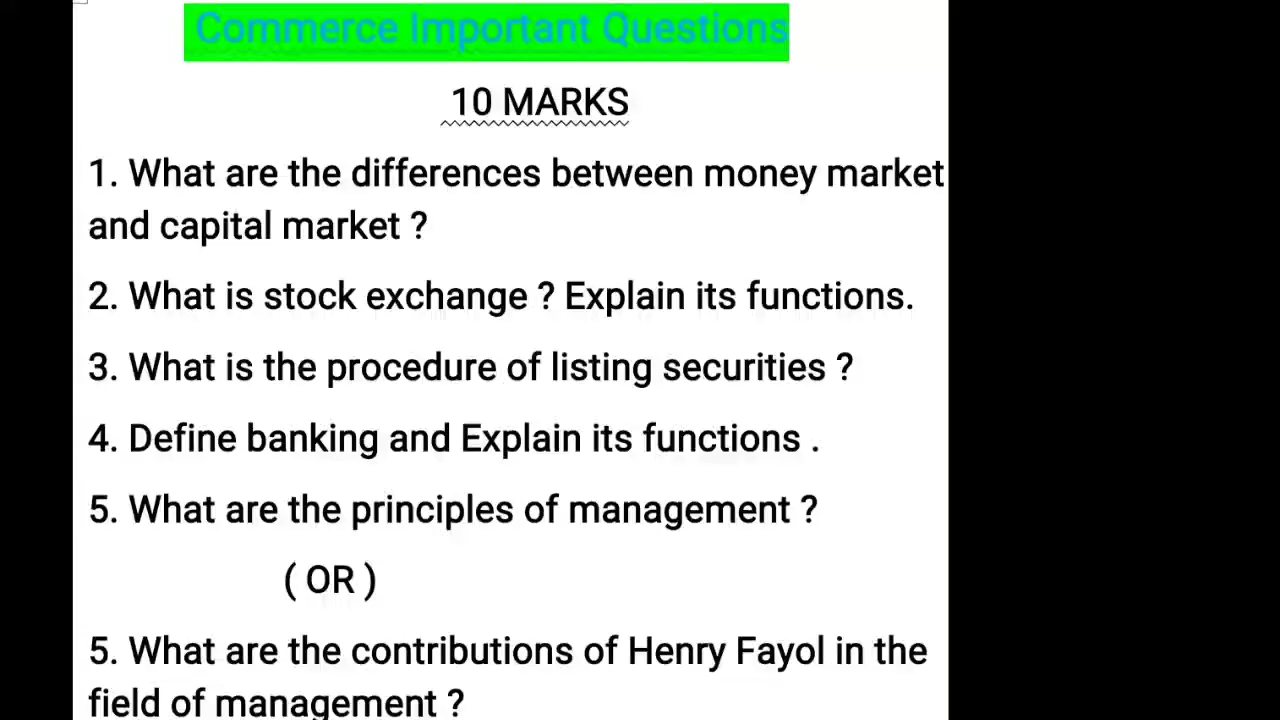 Commerce Important Questions
10 MARKS
1. What are the differences between money market
and capital market ?
2. What is stock exchange ? Explain its functions.
3. What is the procedure of listing securities ?
4. Define banking and Explain its functions .
5. What are the principles of management ?
( OR )
5. What are the contributions of Henry Fayol in the
field of management ?